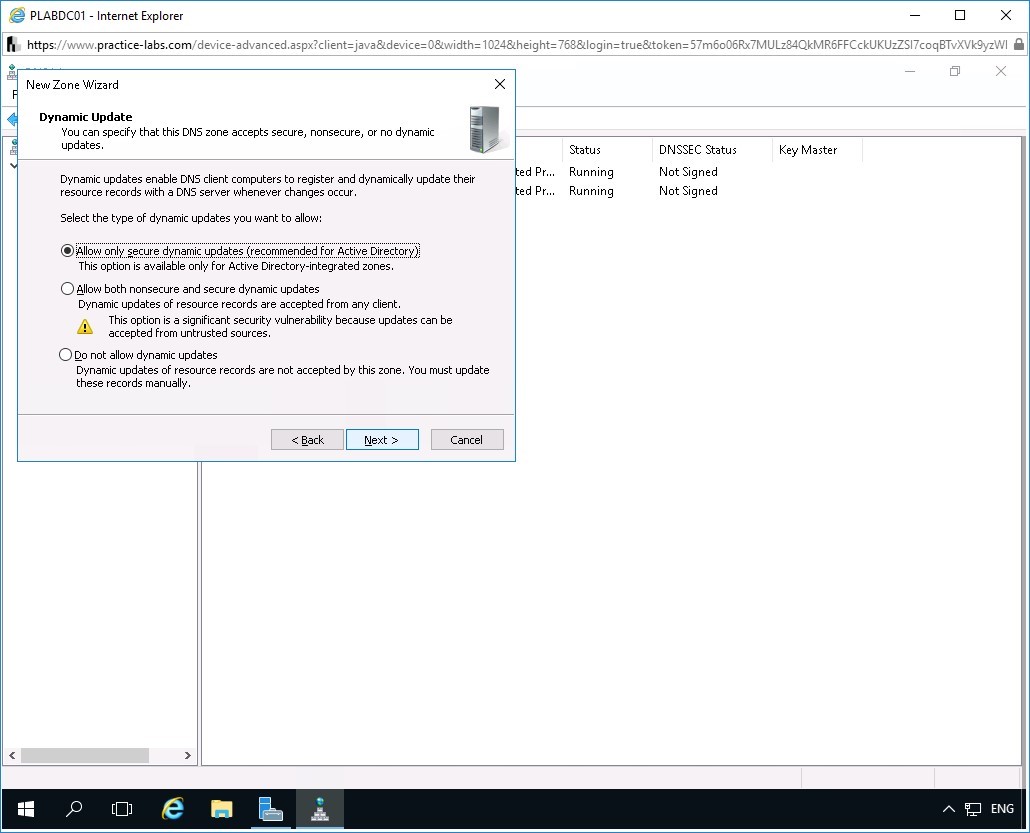 PLABDC01 - Internet Explorer
https://www.practice-labs.com/device-advanced.aspx?client=java&device=0&width=1024&height=768&login=true&token=57m6o06Rx7MULz84QkMR6FFCckUKUzZSI7coqBTvXVk9yzWl
New Zone Wizard
Dynamic Update
You can specify that this DNS zone accepts secure, nonsecure, or no dynamic
updates.
Status DNSSEC Status Key Master
ted Pr... Running Not Signed
ted Pr... Running Not Signed
Dynamic updates enable DNS client computers to register and dynamically update their
resource records with a DNS server whenever changes occur.
Select the type of dynamic updates you want to allow:
Allow only secure dynamic updates (recommended for Active Directory)
This option is available only for Active Directory-integrated zones.
Allow both nonsecure and secure dynamic updates
Dynamic updates of resource records are accepted from any client.
This option is a significant security vulnerability because updates can be
accepted from untrusted sources.
Do not allow dynamic updates
Dynamic updates of resource records are not accepted by this zone. You must update
these records manually.
< Back Next > Cancel
ENG